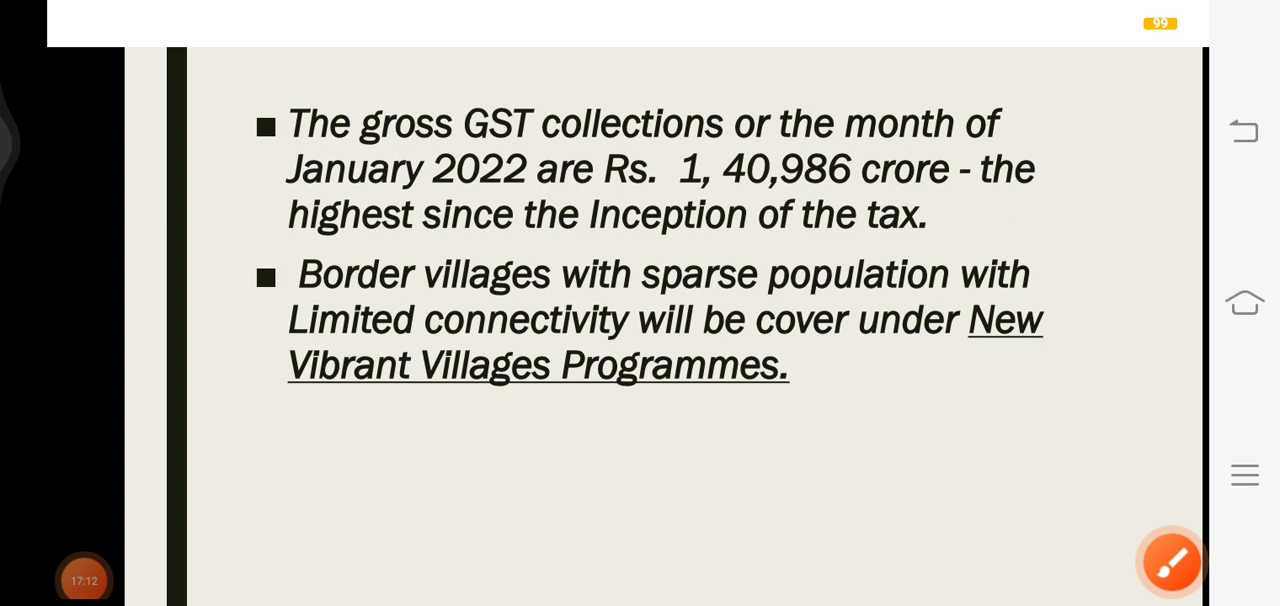 99
■ The gross GST collections or the month of
January 2022 are Rs.  1, 40,986 crore - the
highest since the Inception of the tax.
■ Border villages with sparse population with
Limited connectivity will be cover under New
Vibrant Villages Programmes.
17:12